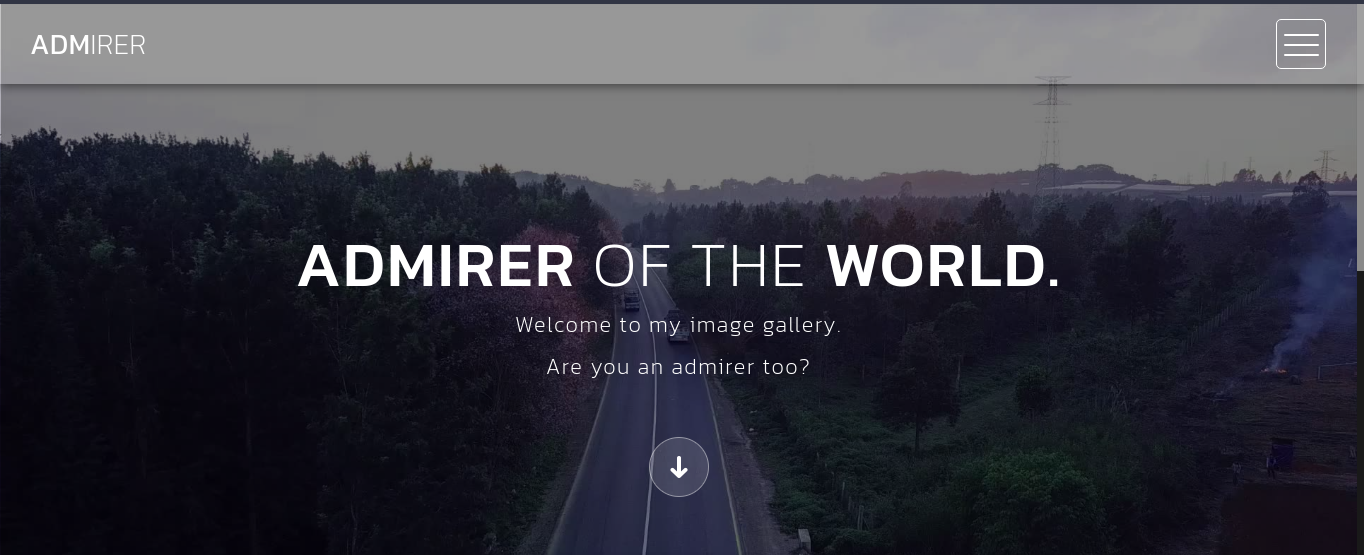 ADMIRER
ADMIRER OF THE WORLD.
Welcome to my image gallery.
Are you an admirer too?